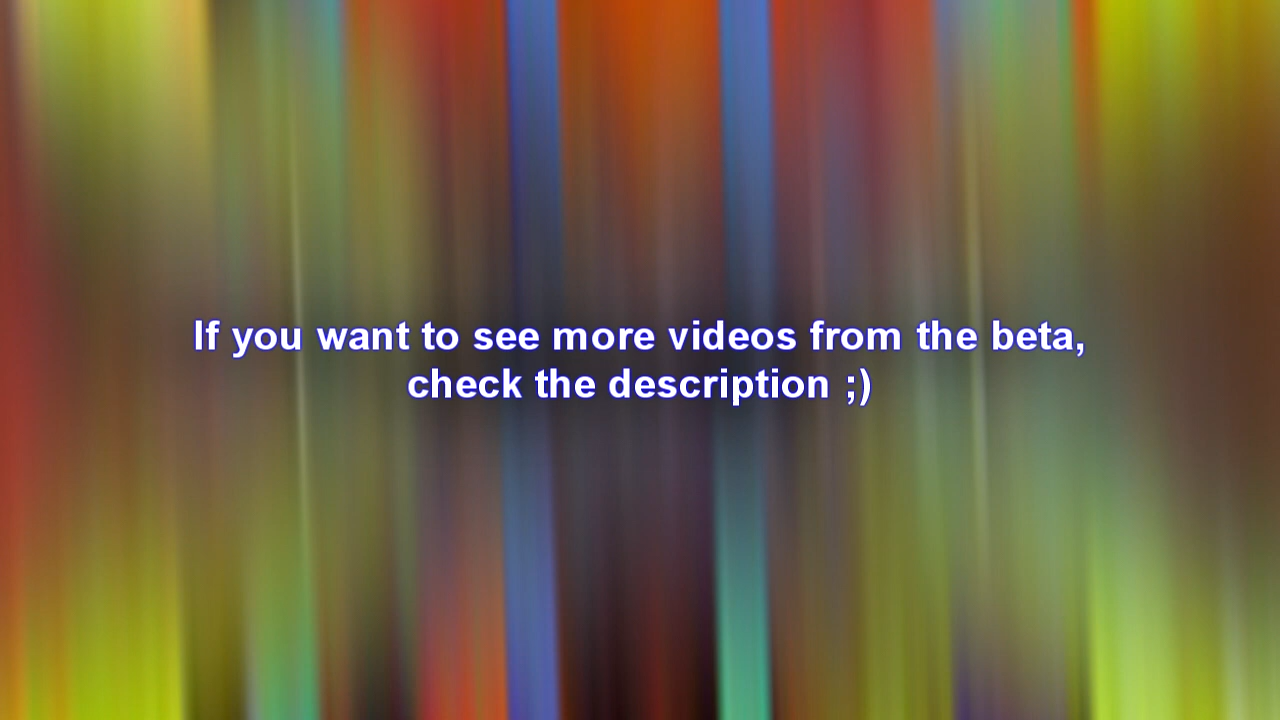 If you want to see more videos from the beta,
check the description ;)